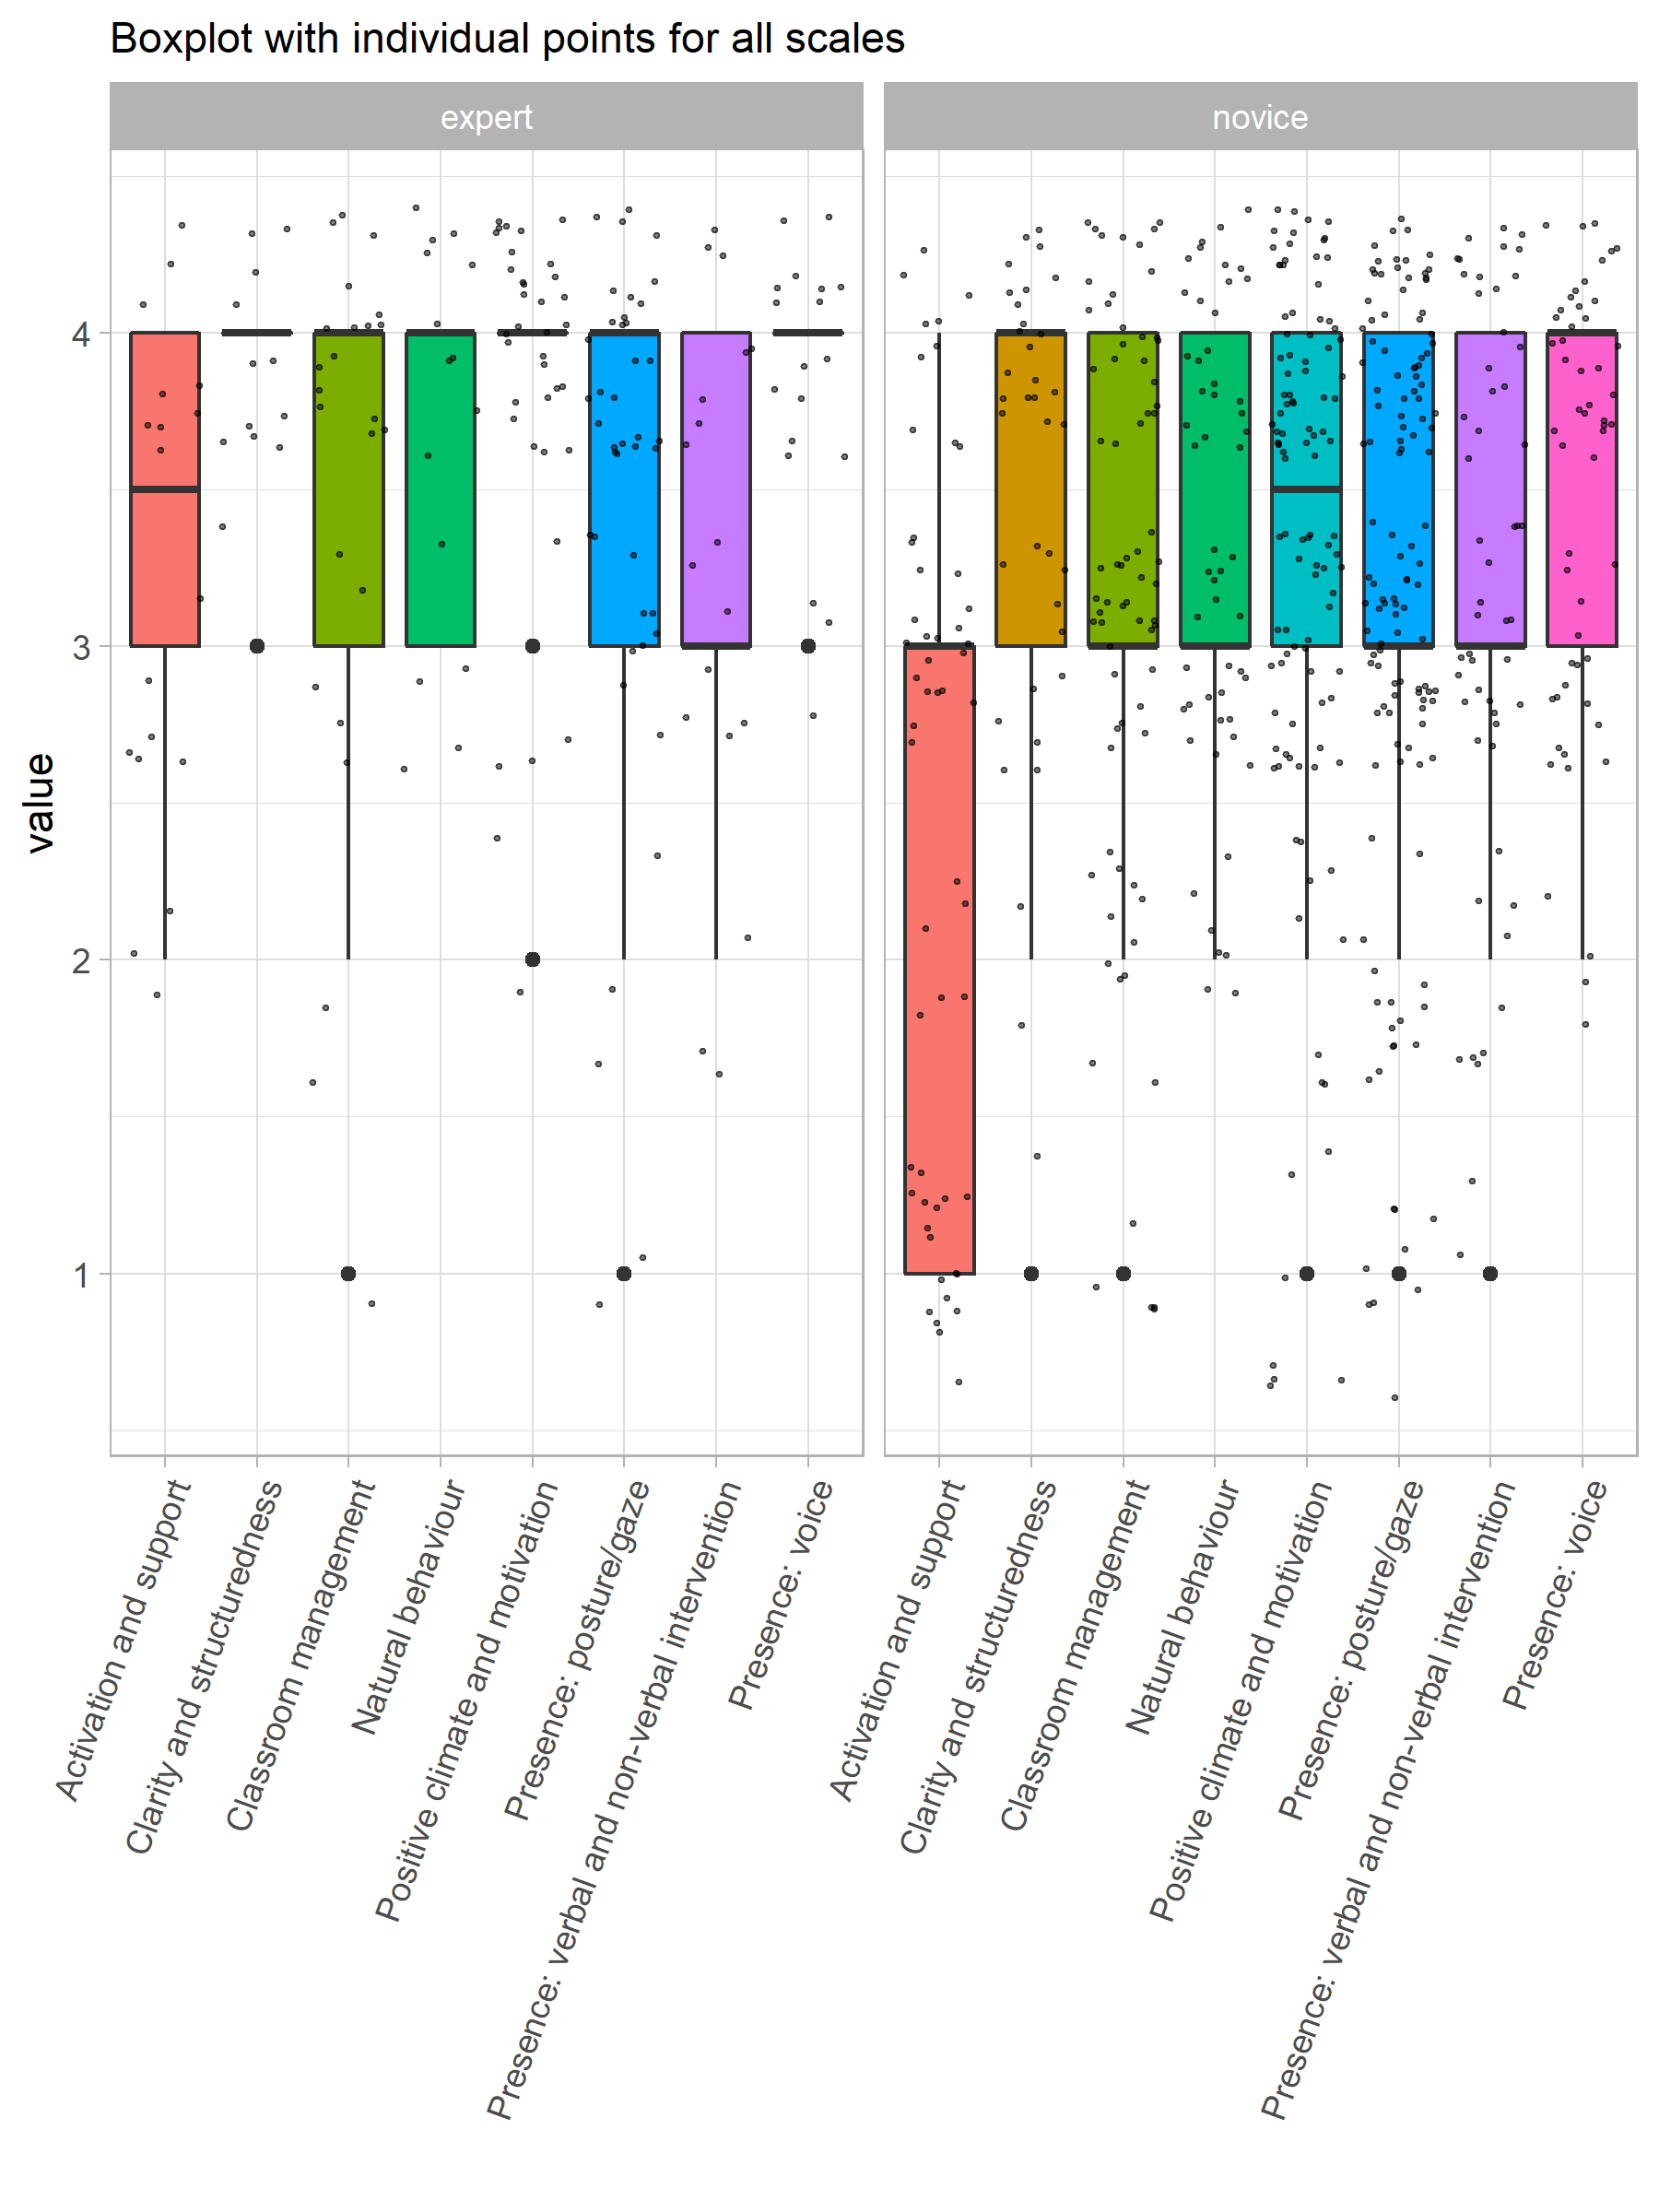 Boxplot with individual points for all scales
expert
novice
value
4
3
2
1
Activation and support
Clarity and structuredness
Classroom management
Natural behaviour
Positive climate and motivation
Presence: posture/gaze
Presence: verbal and non-verbal intervention
Presence: voice
Activation and support
Clarity and structuredness
Classroom management
Natural behaviour
Positive climate and motivation
Presence: posture/gaze
Presence: verbal and non-verbal intervention
Presence: voice